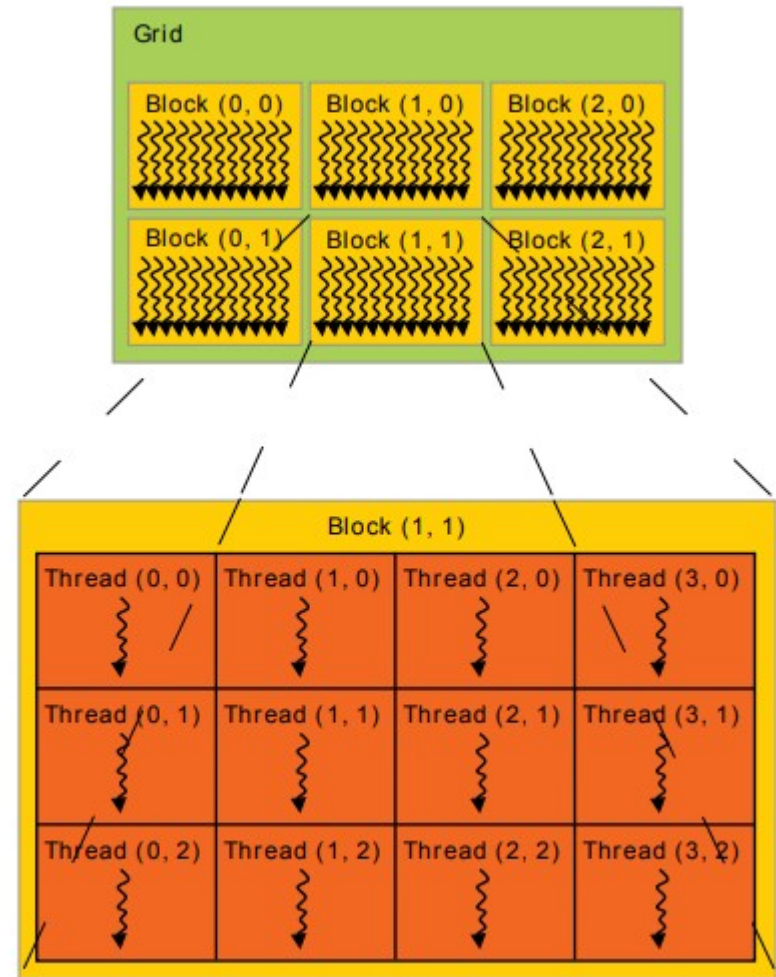 Grid
Block (0, 0) Block (1, 0) Block (2, 0)
Block (0, 1) Block (1, 1) Block (2, 1)
Block (1, 1)
Thread (0, 0) Thread (1, 0) Thread (2, 0) Thread (3, 0)
Thread (0, 1) Thread (1, 1) Thread (2, 1) Thread (3, 1)
Thread (0, 2) Thread (1, 2) Thread (2, 2) Thread (3, 2)